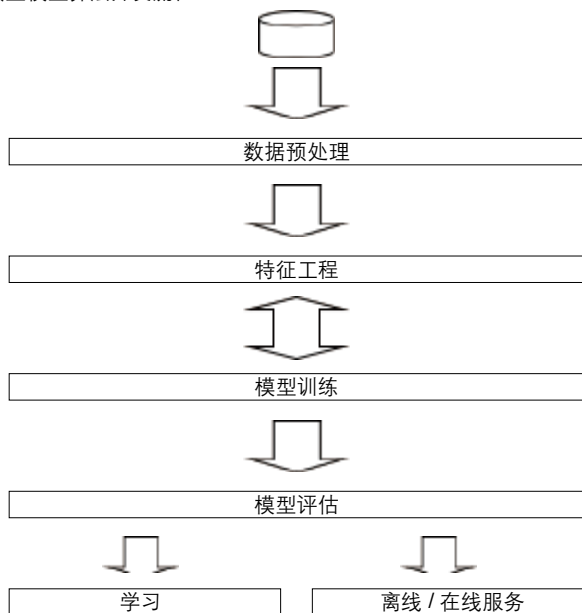 数据预处理
特征工程
模型训练
模型评估
学习
离线 / 在线服务